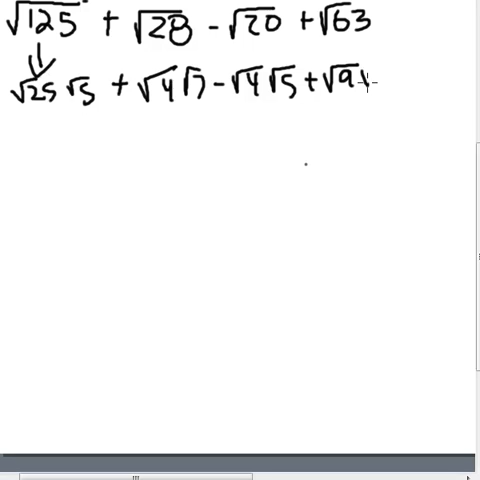 √125 + √28 - √20 + √63
√25 √5 + √4 √7 - √4 √5 + √9